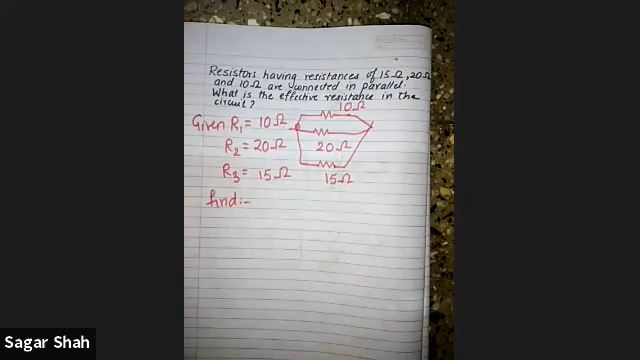 Resistors having resistances of 15Ω, 20Ω
and 10Ω are connected in parallel.
What is the effective resistance in the
circuit?
10Ω
Given R₁ = 10Ω
R₂ = 20Ω
20Ω
R₃ = 15Ω
15Ω
find:-
Sagar Shah